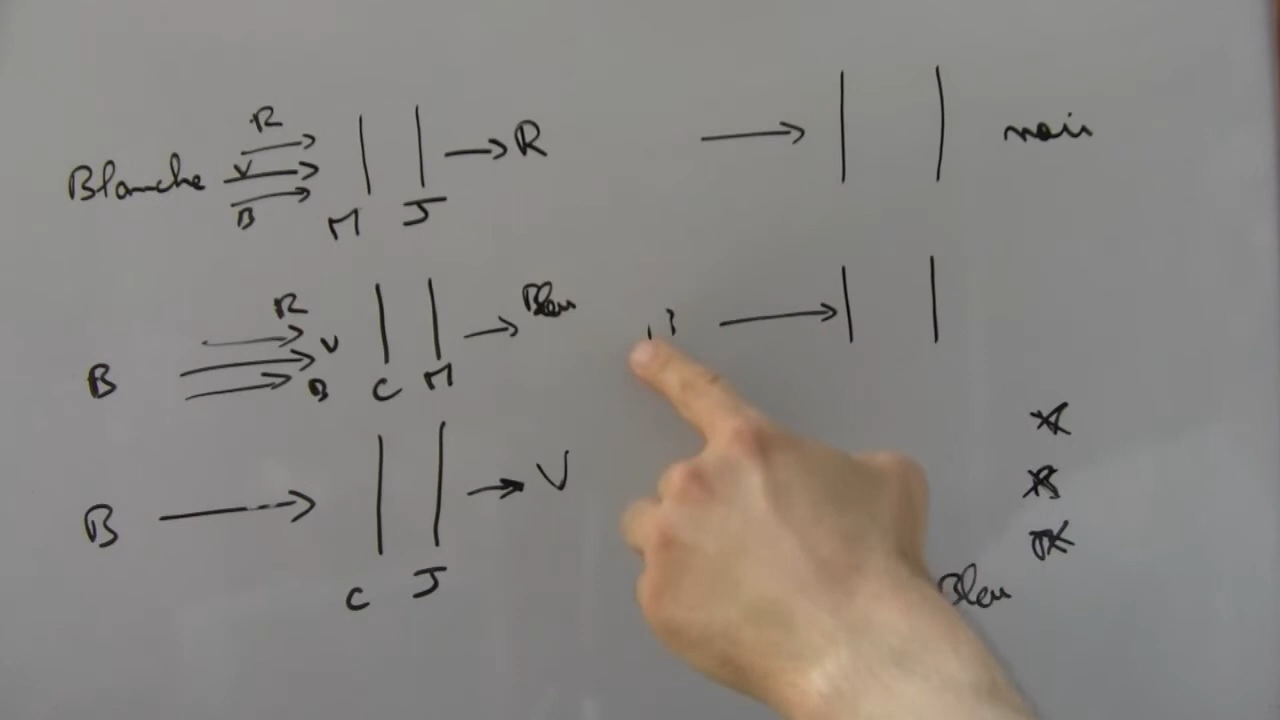 R
Blanche V → R noir
B
M J
R
V → Bleu
B B
C M
B → V
C J
Bleu